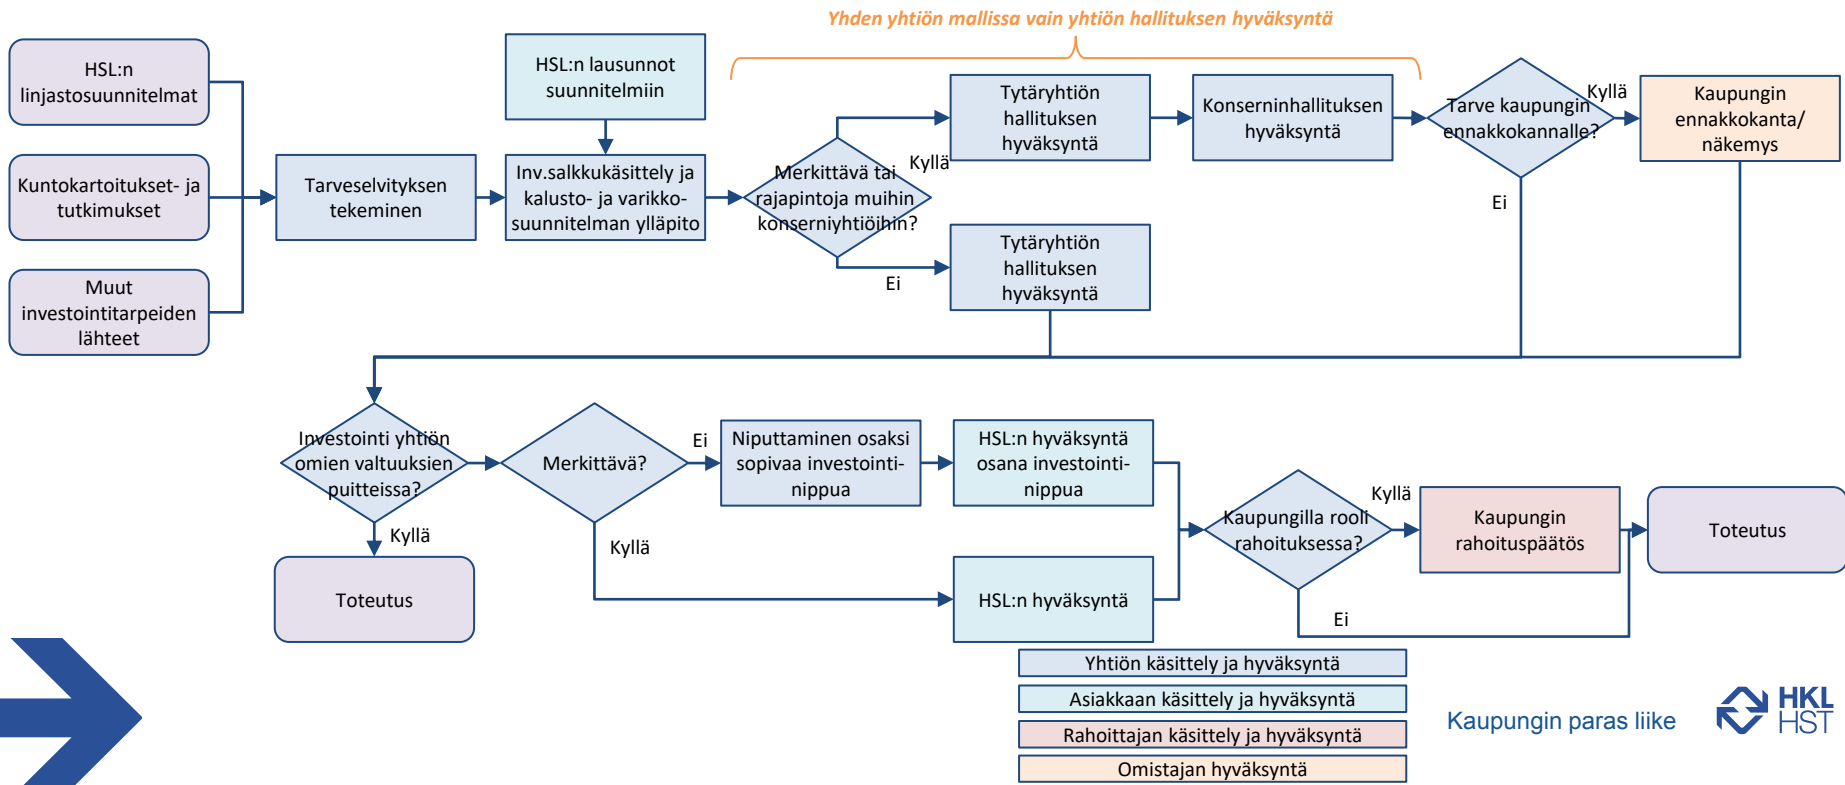 Yhden yhtiön mallissa vain yhtiön hallituksen hyväksyntä
HSL:n
linjastosuunnitelmat
Kuntokartoitukset- ja
tutkimukset
Muut
investointitarpeiden
lähteet
Tarveselvityksen
tekeminen
HSL:n lausunnot
suunnitelmiin
Inv.salkkukäsittely ja
kalusto- ja varikko-
suunnitelman ylläpito
Merkittävä tai
rajapintoja muihin
konserniyhtiöihin?
Kyllä
Ei
Tytäryhtiön
hallituksen
hyväksyntä
Konserninhallituksen
hyväksyntä
Tytäryhtiön
hallituksen
hyväksyntä
Tarve kaupungin
ennakkokannalle?
Kyllä
Ei
Kaupungin
ennakkokanta/
näkemys
Investointi yhtiön
omien valtuuksien
puitteissa?
Kyllä
Toteutus
Merkittävä?
Ei
Kyllä
Niputtaminen osaksi
sopivaa investointi-
nippua
HSL:n hyväksyntä
osana investointi-
nippua
HSL:n hyväksyntä
Kaupungilla rooli
rahoituksessa?
Kyllä
Ei
Kaupungin
rahoituspäätös
Toteutus
Yhtiön käsittely ja hyväksyntä
Asiakkaan käsittely ja hyväksyntä
Rahoittajan käsittely ja hyväksyntä
Omistajan hyväksyntä
Kaupungin paras liike
HKL
HST